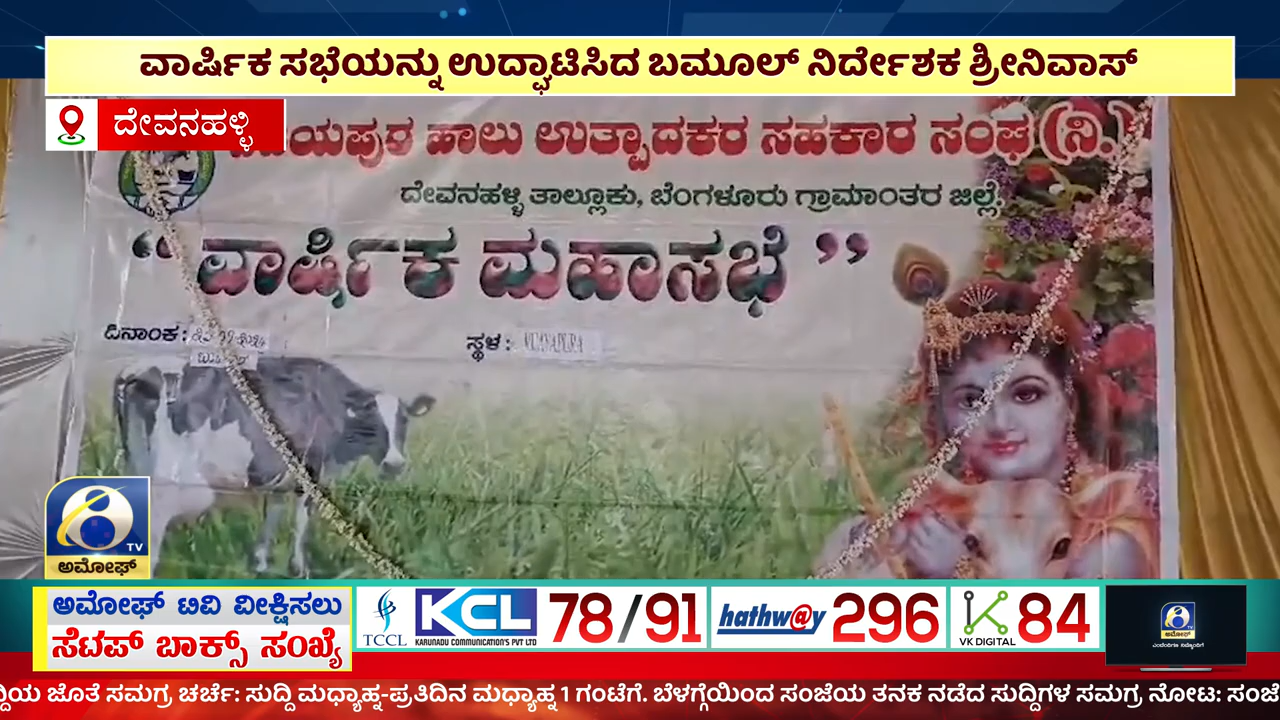 ವಾರ್ಷಿಕ ಸಭೆಯನ್ನು ಉದ್ಘಾಟಿಸಿದ ಬಮೂಲ್ ನಿರ್ದೇಶಕ ಶ್ರೀನಿವಾಸ್
ದೇವನಹಳ್ಳಿ
ಹಾಲು ಉತ್ಪಾದಕರ ಸಹಕಾರ ಸಂಘ (ನಿ.)
ದೇವನಹಳ್ಳಿ ತಾಲ್ಲೂಕು, ಬೆಂಗಳೂರು ಗ್ರಾಮಾಂತರ ಜಿಲ್ಲೆ.
“ ವಾರ್ಷಿಕ ಮಹಾಸಭೆ ”
ದಿನಾಂಕ :
ಸ್ಥಳ : VIJAYAPURA
TV
ಅಮೋಘ್
ಅಮೋಘ್ ಟಿವಿ ವೀಕ್ಷಿಸಲು
ಸೆಟಪ್ ಬಾಕ್ಸ್ ಸಂಖ್ಯೆ
TCCL
KCL
KARUNADU COMMUNICATION'S PVT LTD
78/91
hathw@y 296
VK DIGITAL
84
ಅಮೋಘ್
ದ್ದಿಯ ಜೊತೆ ಸಮಗ್ರ ಚರ್ಚೆ: ಸುದ್ದಿ ಮಧ್ಯಾಹ್ನ-ಪ್ರತಿದಿನ ಮಧ್ಯಾಹ್ನ 1 ಗಂಟೆಗೆ. ಬೆಳಗ್ಗೆಯಿಂದ ಸಂಜೆಯ ತನಕ ನಡೆದ ಸುದ್ದಿಗಳ ಸಮಗ್ರ ನೋಟ: ಸಂಜೆ